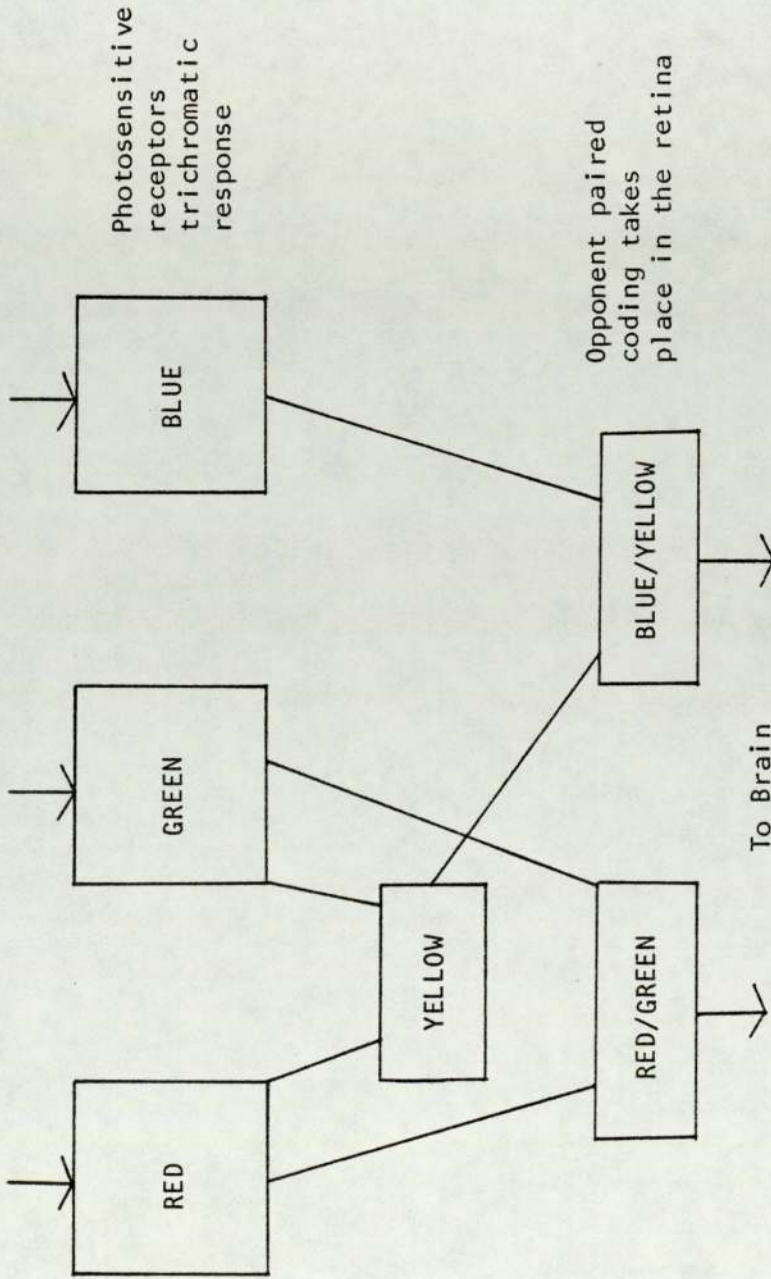 RED
GREEN
BLUE
Photosensitive
receptors
trichromatic
response
YELLOW
RED/GREEN
BLUE/YELLOW
Opponent paired
coding takes
place in the retina
To Brain